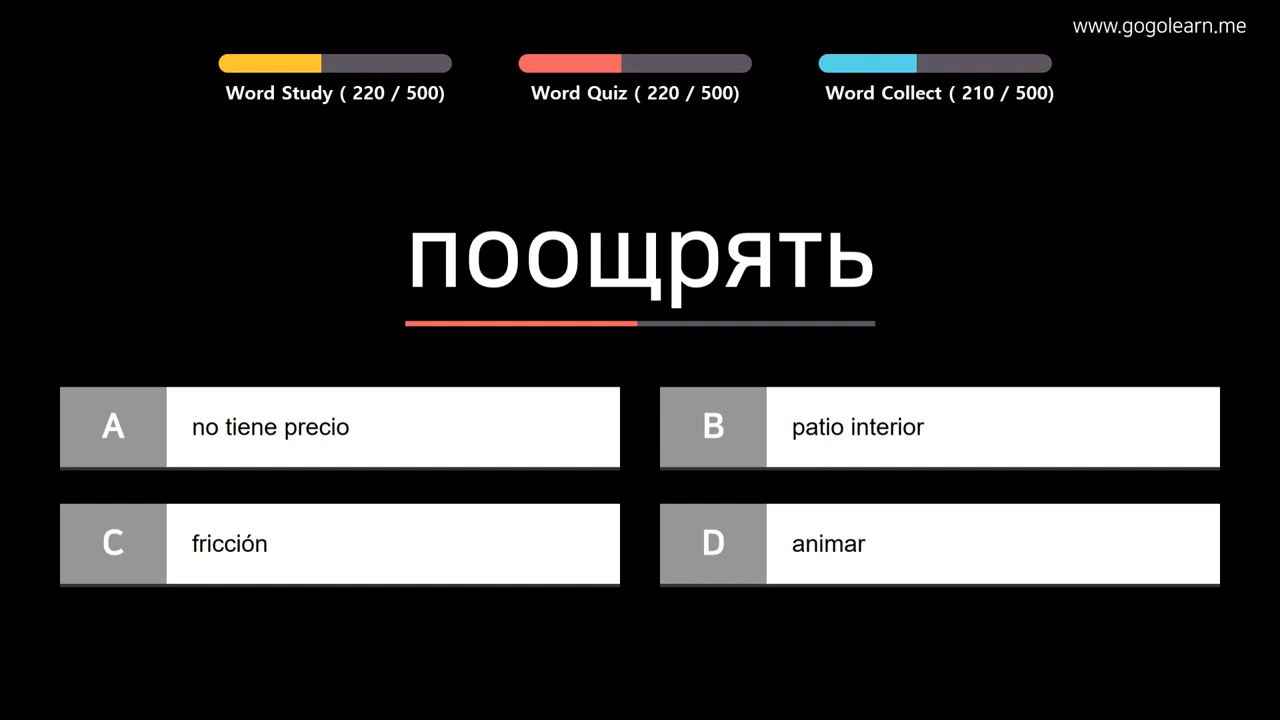 www.gogolearn.me
Word Study ( 220 / 500)
Word Quiz ( 220 / 500)
Word Collect ( 210 / 500)
поощрять
A no tiene precio
B patio interior
C fricción
D animar